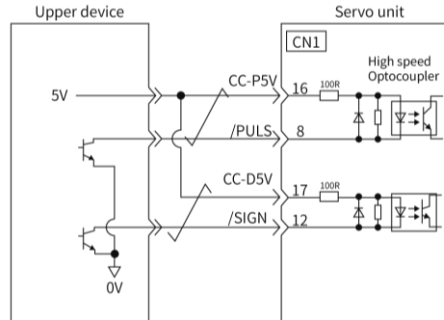 Upper device
Servo unit
CN1
High speed
Optocoupler
CC-P5V
16
100R
5V
/PULS
8
CC-D5V
17
100R
/SIGN
12
0V